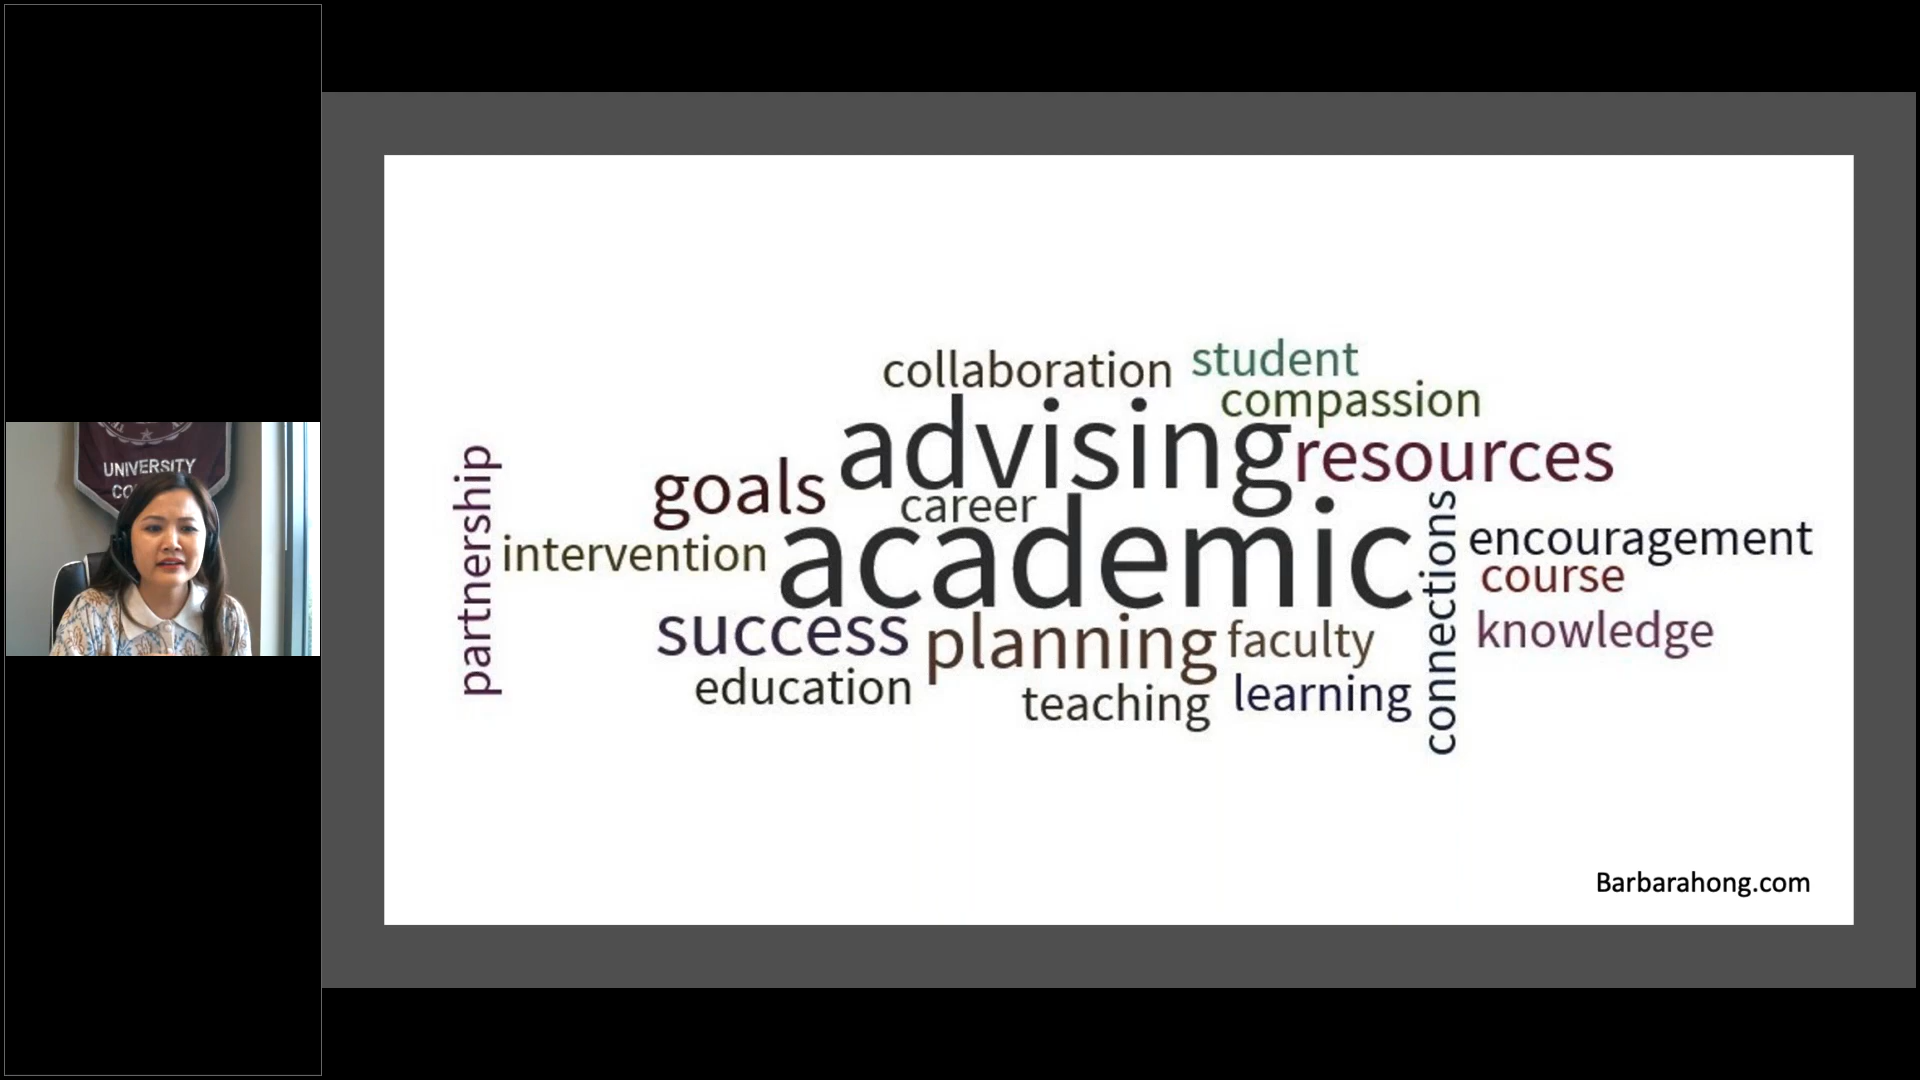 UNIVERSITY
CO
collaboration
student
compassion
advising
resources
goals
career
partnership
intervention
academic
connections
encouragement
course
success
planning
faculty
knowledge
education
teaching
learning
Barbarahong.com